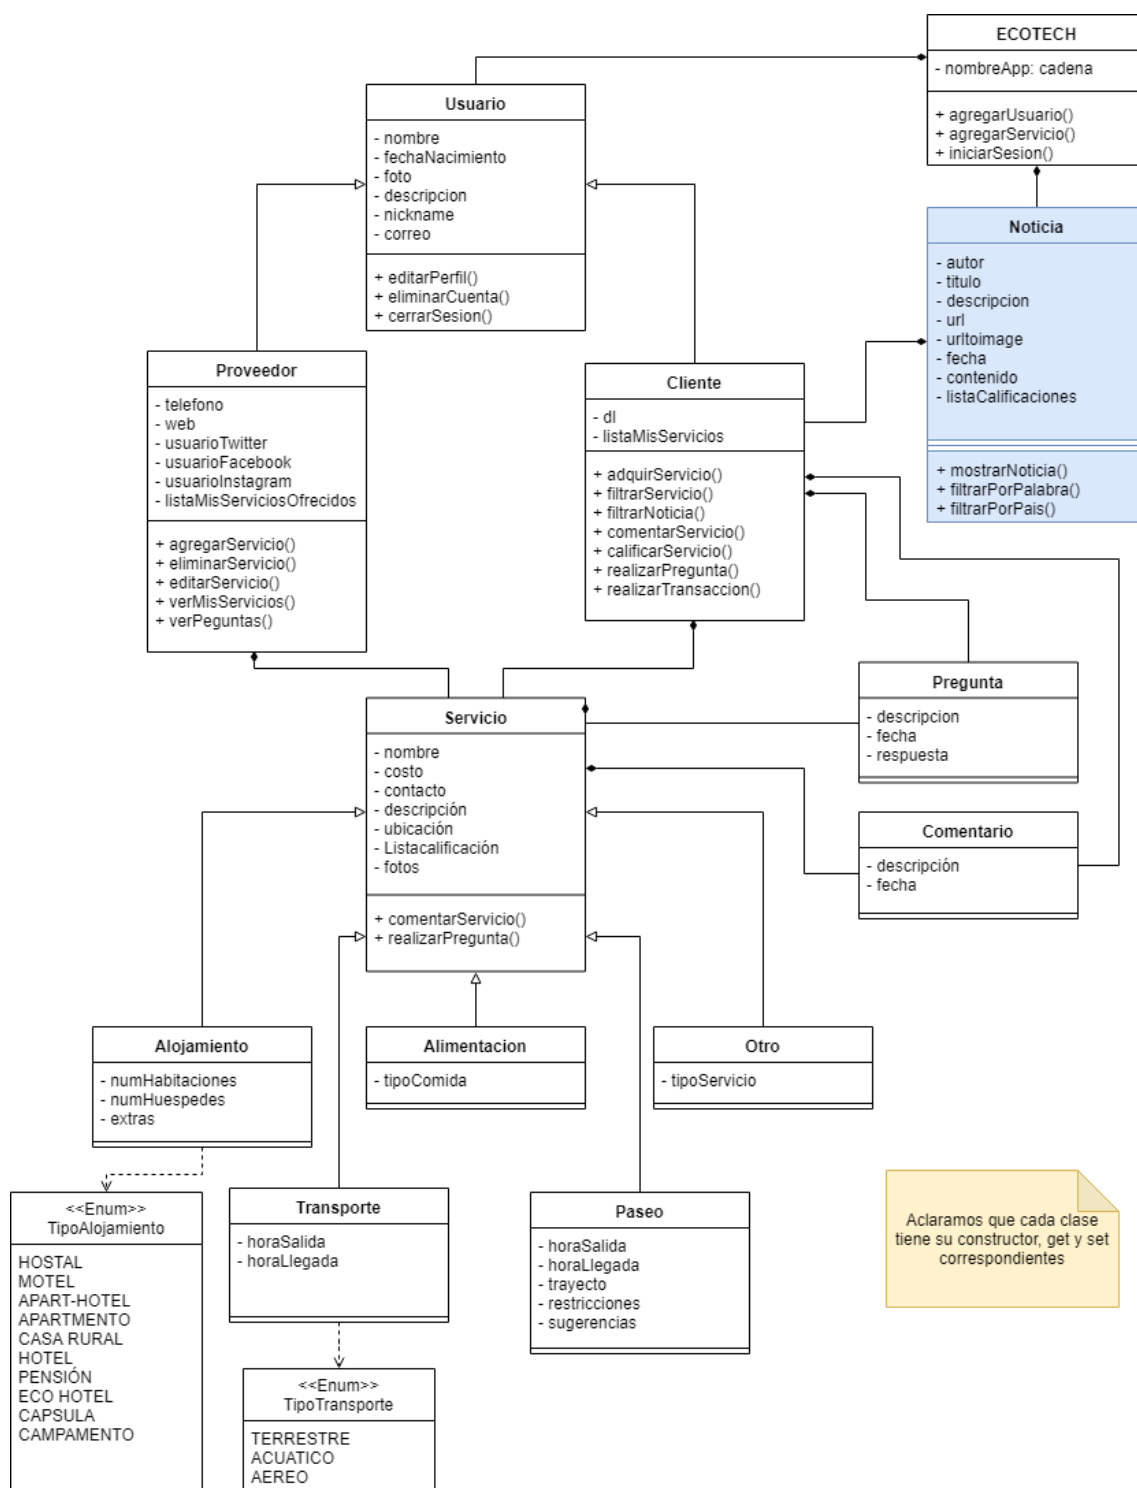 ECOTECH
- nombreApp: cadena
+ agregarUsuario()
+ agregarServicio()
+ iniciarSesion()
Usuario
- nombre
- fechaNacimiento
- foto
- descripcion
- nickname
- correo
+ editarPerfil()
+ eliminarCuenta()
+ cerrarSesion()
Noticia
- autor
- titulo
- descripcion
- url
- urltoimage
- fecha
- contenido
- listaCalificaciones
+ mostrarNoticia()
+ filtrarPorPalabra()
+ filtrarPorPais()
Proveedor
- telefono
- web
- usuarioTwitter
- usuarioFacebook
- usuarioInstagram
- listaMisServiciosOfrecidos
+ agregarServicio()
+ eliminarServicio()
+ editarServicio()
+ verMisServicios()
+ verPeguntas()
Cliente
- dl
- listaMisServicios
+ adquirServicio()
+ filtrarServicio()
+ filtrarNoticia()
+ comentarServicio()
+ calificarServicio()
+ realizarPregunta()
+ realizarTransaccion()
Servicio
- nombre
- costo
- contacto
- descripción
- ubicación
- Listacalificación
- fotos
+ comentarServicio()
+ realizarPregunta()
Pregunta
- descripcion
- fecha
- respuesta
Comentario
- descripción
- fecha
Alojamiento
- numHabitaciones
- numHuespedes
- extras
Alimentacion
- tipoComida
Otro
- tipoServicio
<<Enum>>
TipoAlojamiento
HOSTAL
MOTEL
APART-HOTEL
APARTMENTO
CASA RURAL
HOTEL
PENSIÓN
ECO HOTEL
CAPSULA
CAMPAMENTO
Transporte
- horaSalida
- horaLlegada
Paseo
- horaSalida
- horaLlegada
- trayecto
- restricciones
- sugerencias
Aclaramos que cada clase
tiene su constructor, get y set
correspondientes
<<Enum>>
TipoTransporte
TERRESTRE
ACUATICO
AEREO